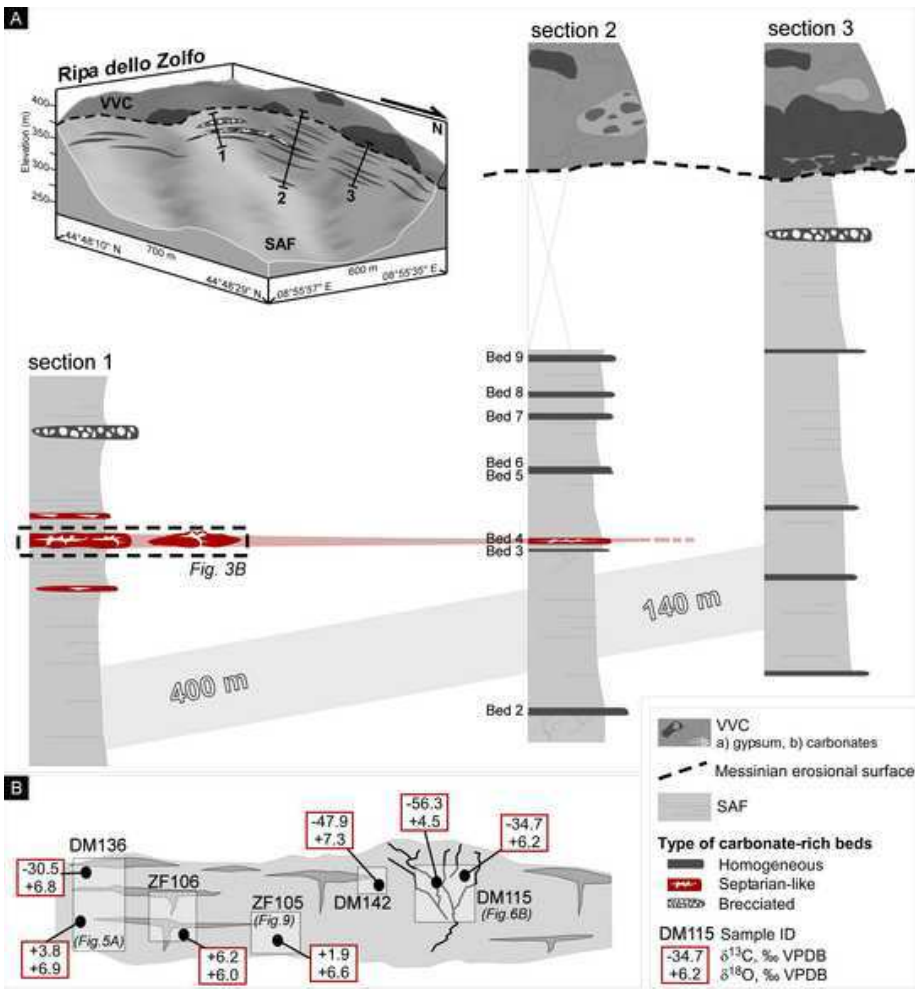 A
Ripa dello Zolfo
VVC
400
350
300
250
Elevation (m)
N
1
2
3
SAF
44°48'10" N
700 m
44°48'29" N
08°55'57" E
600 m
08°55'35" E
section 1
section 2
section 3
Bed 9
Bed 8
Bed 7
Bed 6
Bed 5
Bed 4
Bed 3
Bed 2
Fig. 3B
400 m
140 m
VVC
a) gypsum, b) carbonates
Messinian erosional surface
SAF
Type of carbonate-rich beds
Homogeneous
Septarian-like
Brecciated
DM115 Sample ID
-34.7 δ13C, ‰ VPDB
+6.2 δ18O, ‰ VPDB
B
DM136
-30.5
+6.8
(Fig.5A)
+3.8
+6.9
ZF106
+6.2
+6.0
ZF105
(Fig.9)
+1.9
+6.6
-47.9
+7.3
DM142
-56.3
+4.5
-34.7
+6.2
DM115
(Fig.6B)